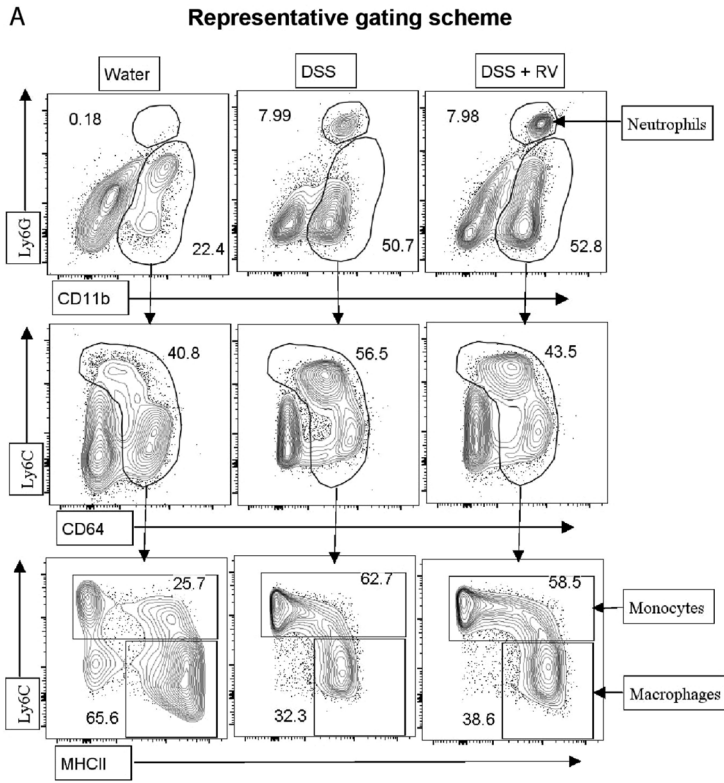 A
Representative gating scheme
Water
DSS
DSS + RV
0.18
7.99
7.98
Neutrophils
Ly6G
22.4
50.7
52.8
CD11b
40.8
56.5
43.5
Ly6C
CD64
25.7
62.7
58.5
Monocytes
Ly6C
Macrophages
65.6
32.3
38.6
MHCII